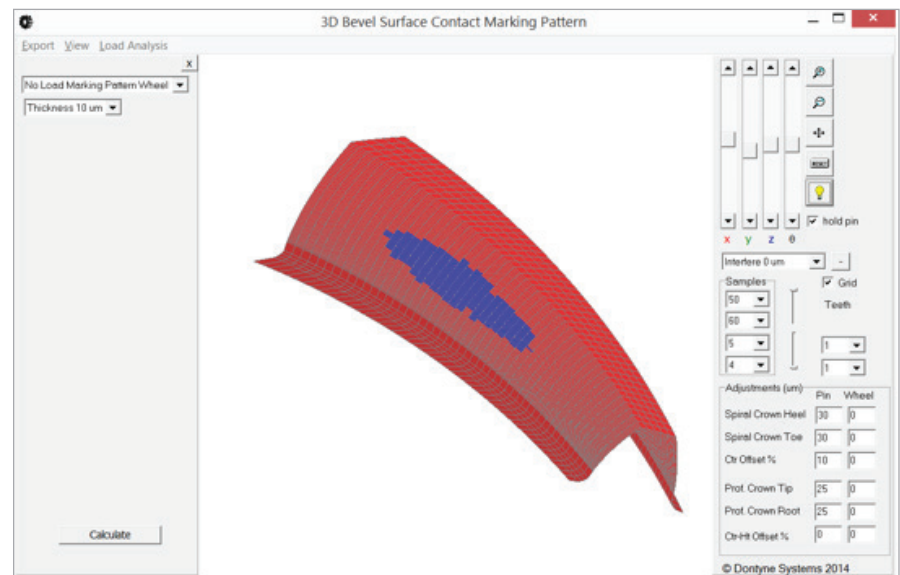 3D Bevel Surface Contact Marking Pattern
Export View Load Analysis
x
No Load Marking Pattern Wheel
Thickness 10 um
Calculate
RESET
hold pin
x y z θ
Interfere 0 um
-
Samples
Grid
50
Teeth
60
5
1
4
1
Adjustments (um)
Pin Wheel
Spiral Crown Heel 30 0
Spiral Crown Toe 30 0
Ctr Offset % 10 0
Prof. Crown Tip 25 0
Prof. Crown Root 25 0
Ctr-Ht Offset % 0 0
© Dontyne Systems 2014